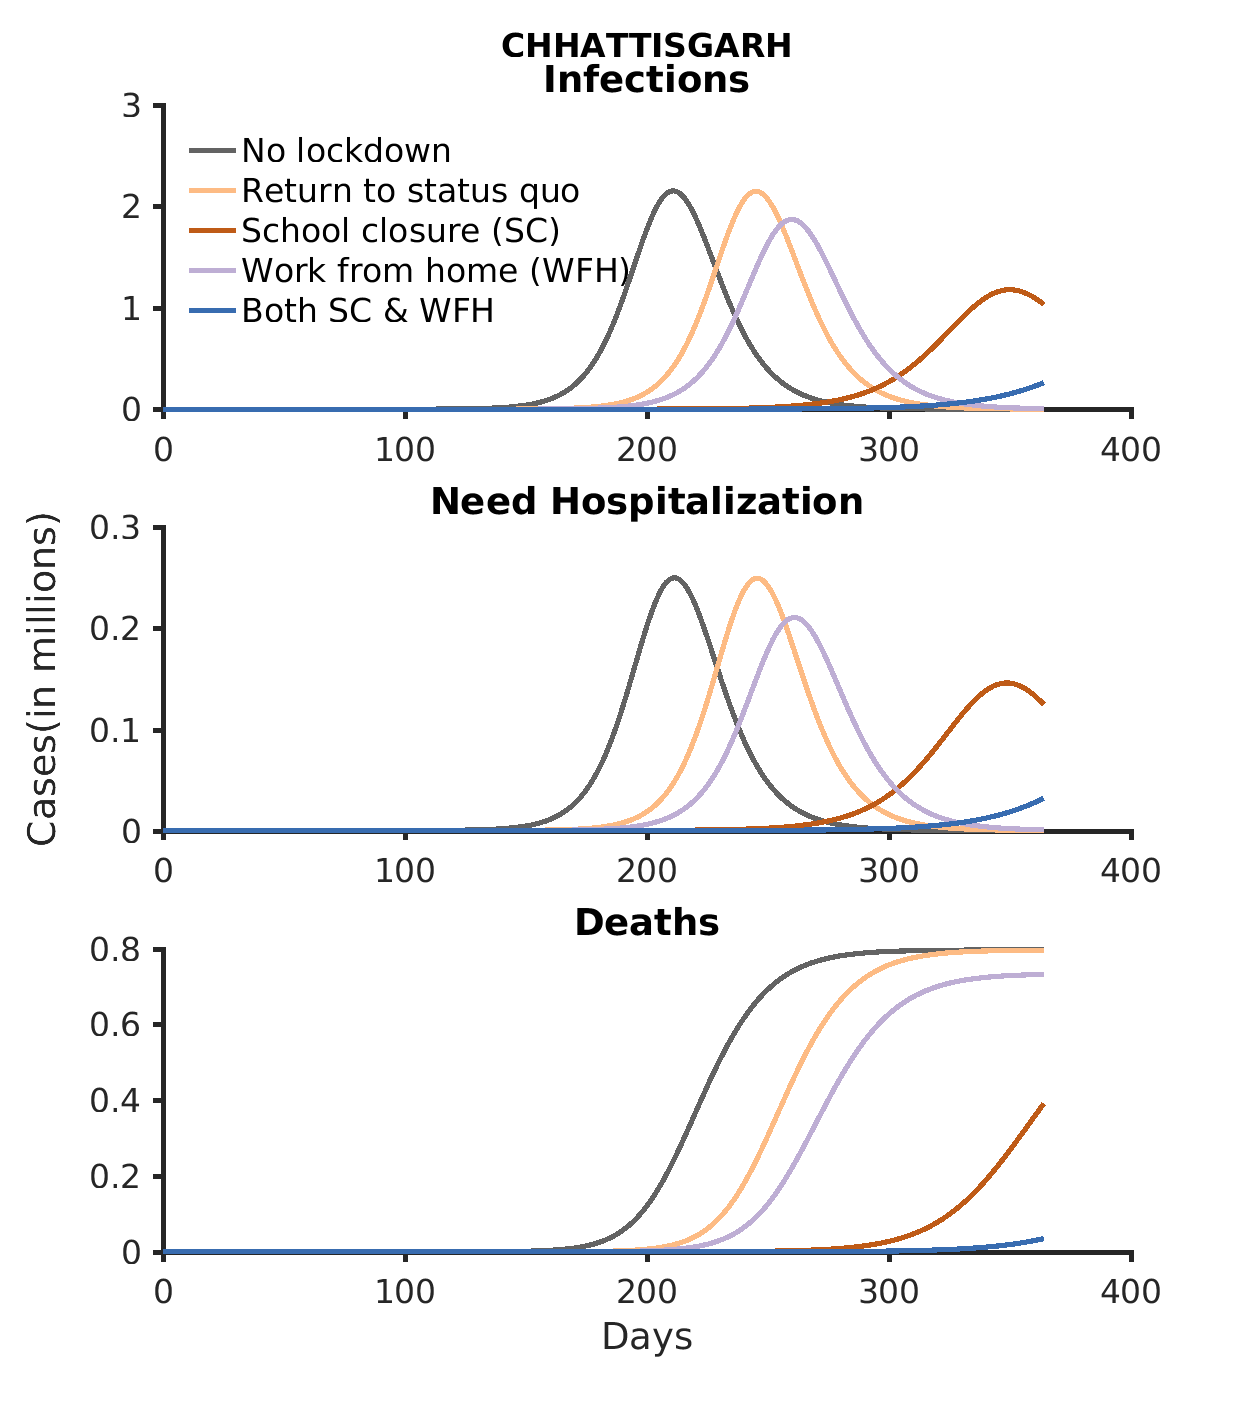 CHHATTISGARH
Infections
3
2
1
0
No lockdown
Return to status quo
School closure (SC)
Work from home (WFH)
Both SC & WFH
0 100 200 300 400
Need Hospitalization
Cases(in millions)
0.3
0.2
0.1
0
0 100 200 300 400
Deaths
0.8
0.6
0.4
0.2
0
0 100 200 300 400
Days